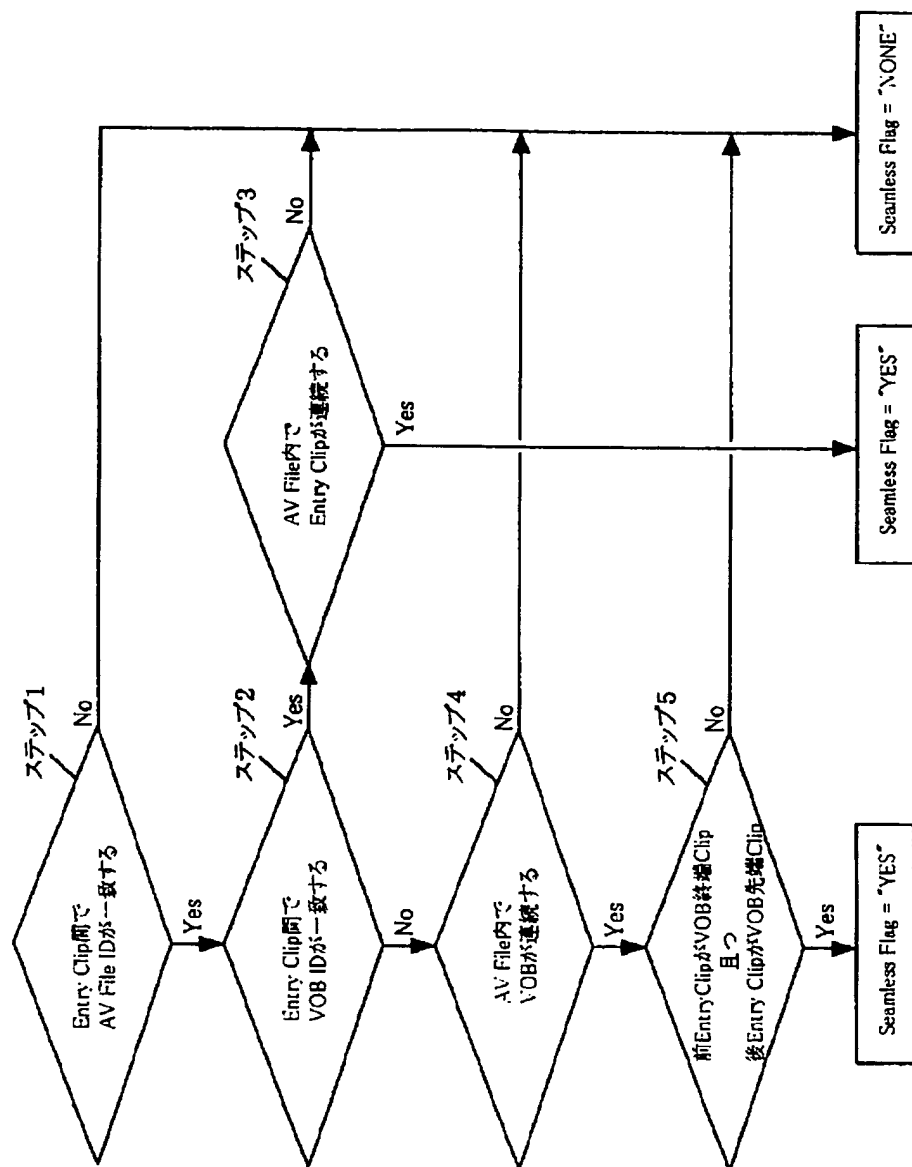 ステップ1
Entry Clip間で
AV File IDが一致する
No
Yes
ステップ2
Entry Clip間で
VOB IDが一致する
Yes
No
ステップ3
AV File内で
Entry Clipが連続する
No
Yes
ステップ4
AV File内で
VOBが連続する
No
Yes
ステップ5
前Entry ClipがVOB終端Clip
且つ
後Entry ClipがVOB先端Clip
No
Yes
Seamless Flag = "YES"
Seamless Flag = "YES"
Seamless Flag = "NONE"